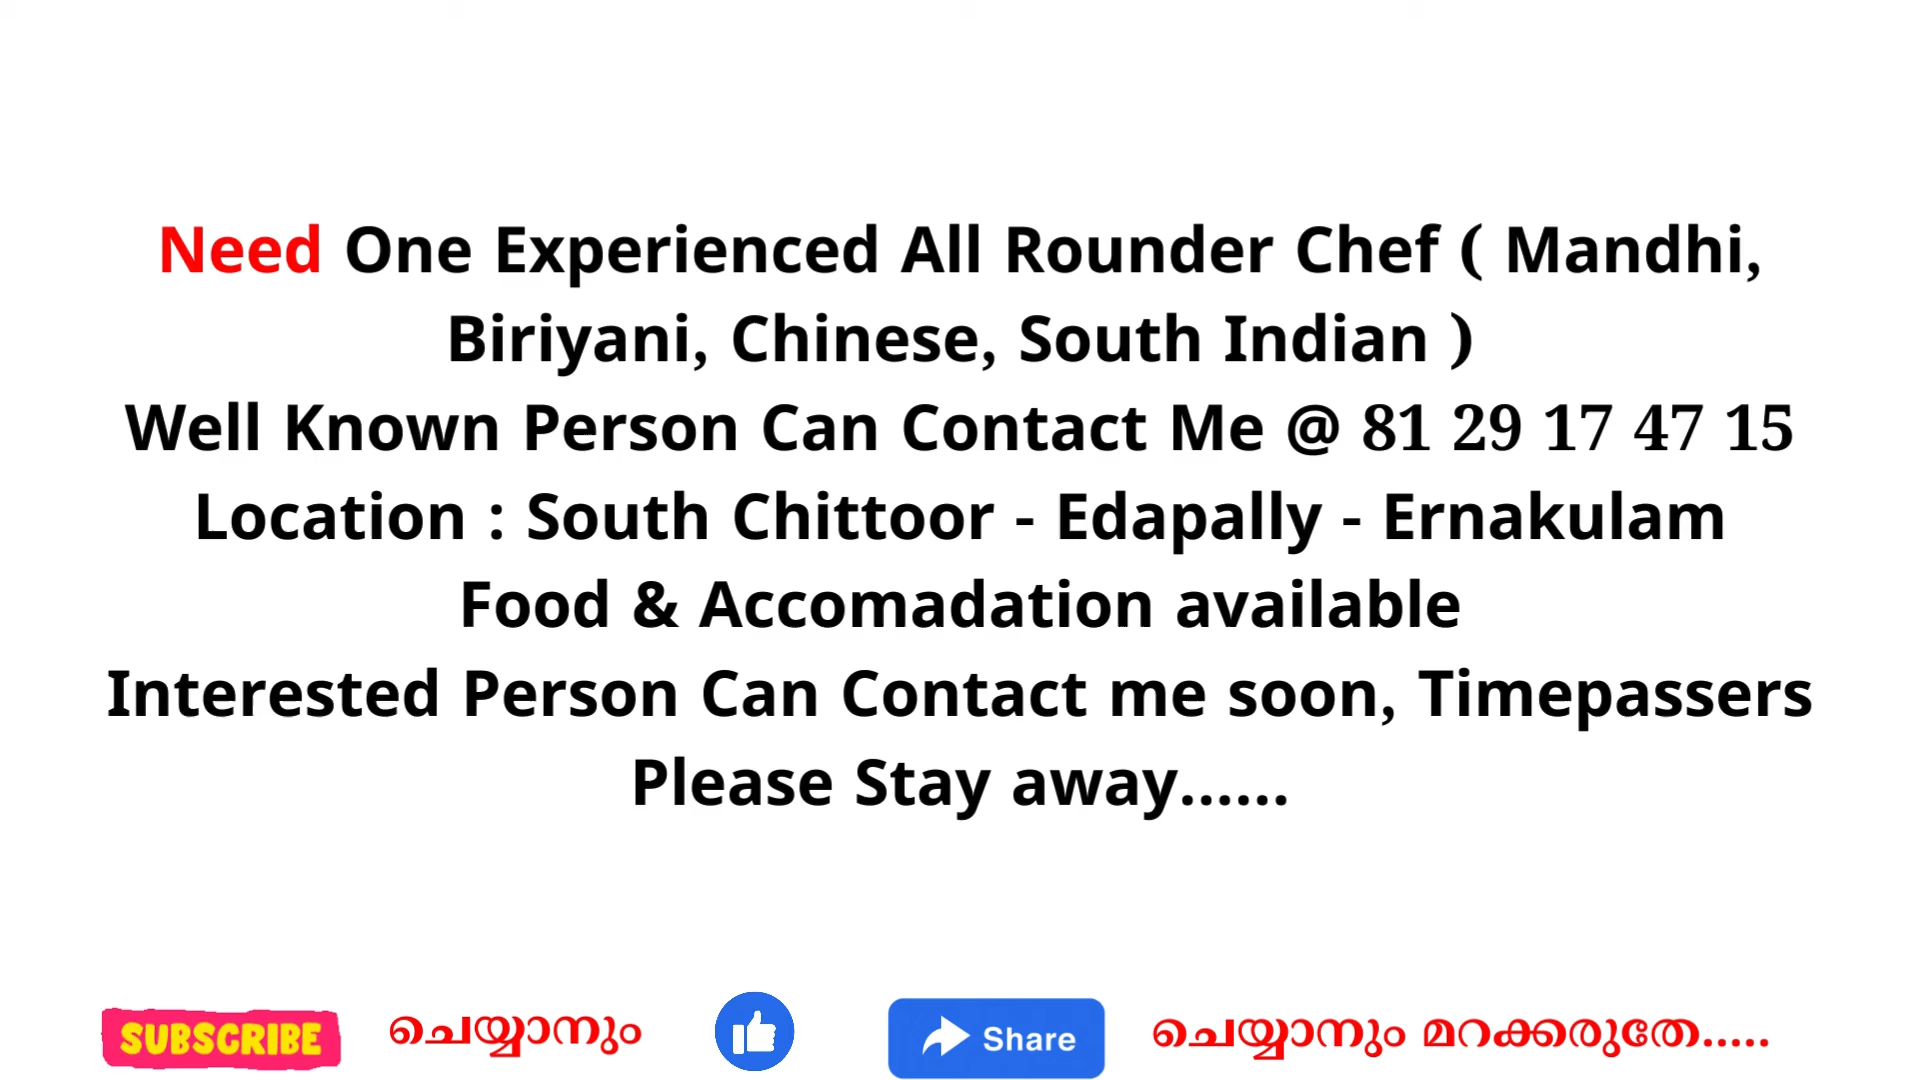 Need One Experienced All Rounder Chef ( Mandhi,
Biriyani, Chinese, South Indian )
Well Known Person Can Contact Me @ 81 29 17 47 15
Location : South Chittoor - Edapally - Ernakulam
Food & Accomadation available
Interested Person Can Contact me soon, Timepassers
Please Stay away......
SUBSCRIBE ചെയ്യാനും Share ചെയ്യാനും മറക്കരുതേ.....